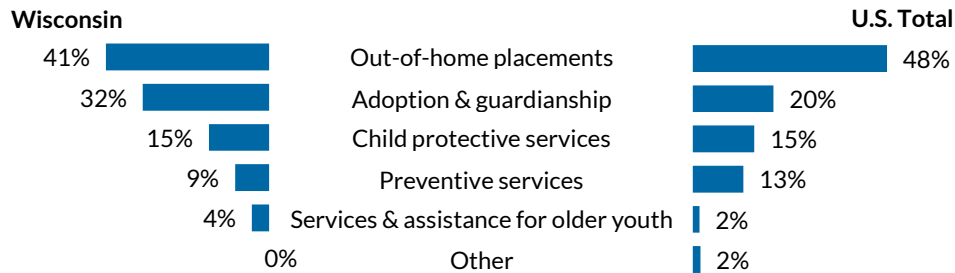 Wisconsin U.S. Total
41% Out-of-home placements 48%
32% Adoption & guardianship 20%
15% Child protective services 15%
9% Preventive services 13%
4% Services & assistance for older youth 2%
0% Other 2%